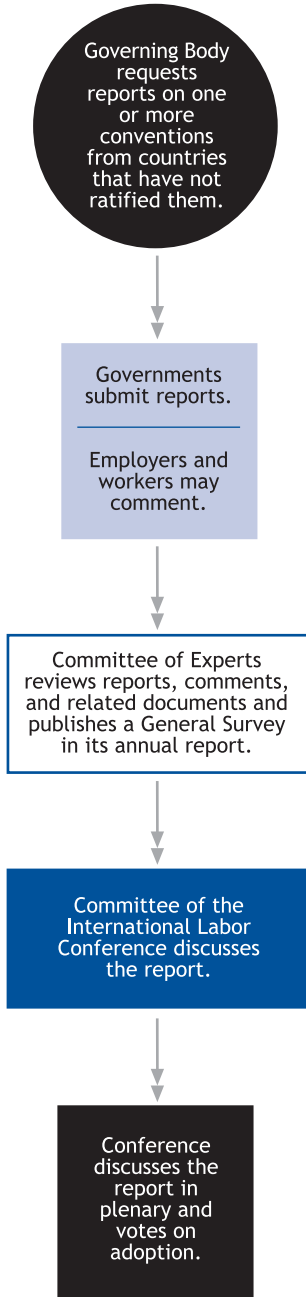 Governing Body
requests
reports on one
or more
conventions
from countries
that have not
ratified them.
Governments
submit reports.
Employers and
workers may
comment.
Committee of Experts
reviews reports, comments,
and related documents and
publishes a General Survey
in its annual report.
Committee of the
International Labor
Conference discusses
the report.
Conference
discusses the
report in
plenary and
votes on
adoption.